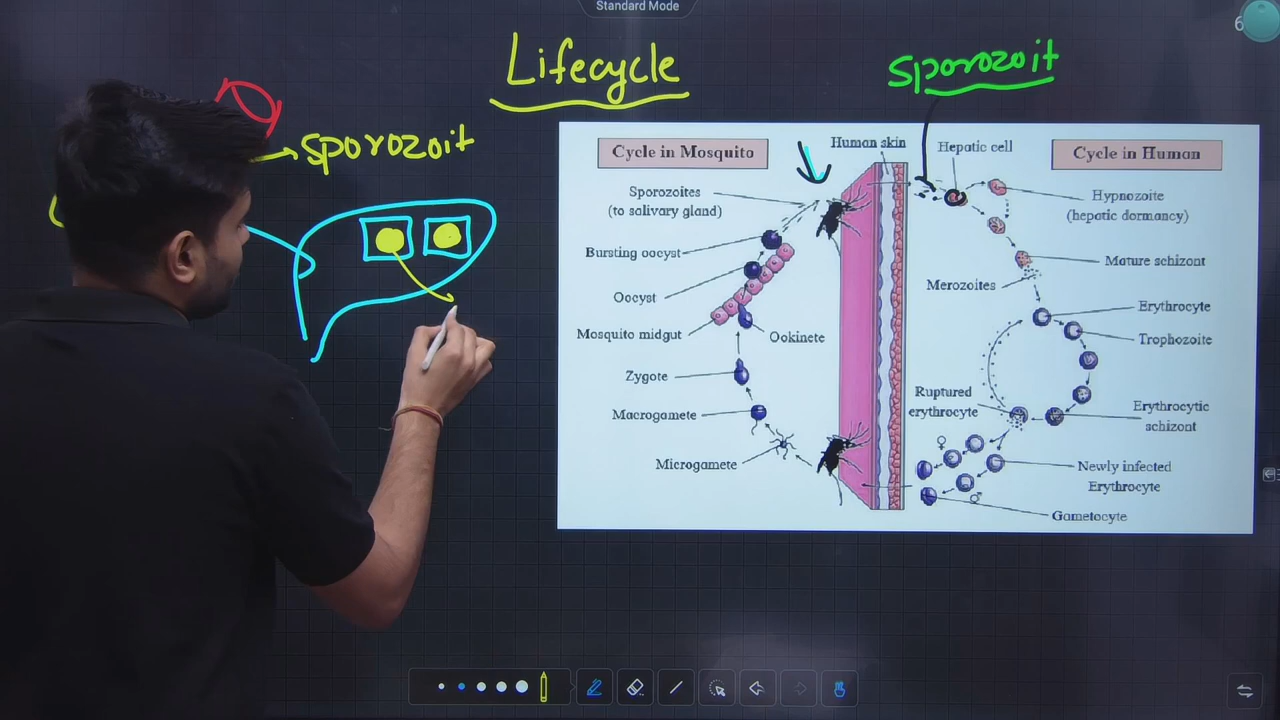 Standard Mode
6
Lifecycle
Sporozoit
sporozoit
Cycle in Mosquito
Human skin
Hepatic cell
Cycle in Human
Sporozoites
(to salivary gland)
Hypnozoite
(hepatic dormancy)
Bursting oocyst
Mature schizont
Merozoites
Oocyst
Erythrocyte
Mosquito midgut
Ookinete
Trophozoite
Zygote
Ruptured
erythrocyte
Macrogamete
Erythrocytic
schizont
♀
Microgamete
Newly infected
Erythrocyte
♂
Gametocyte